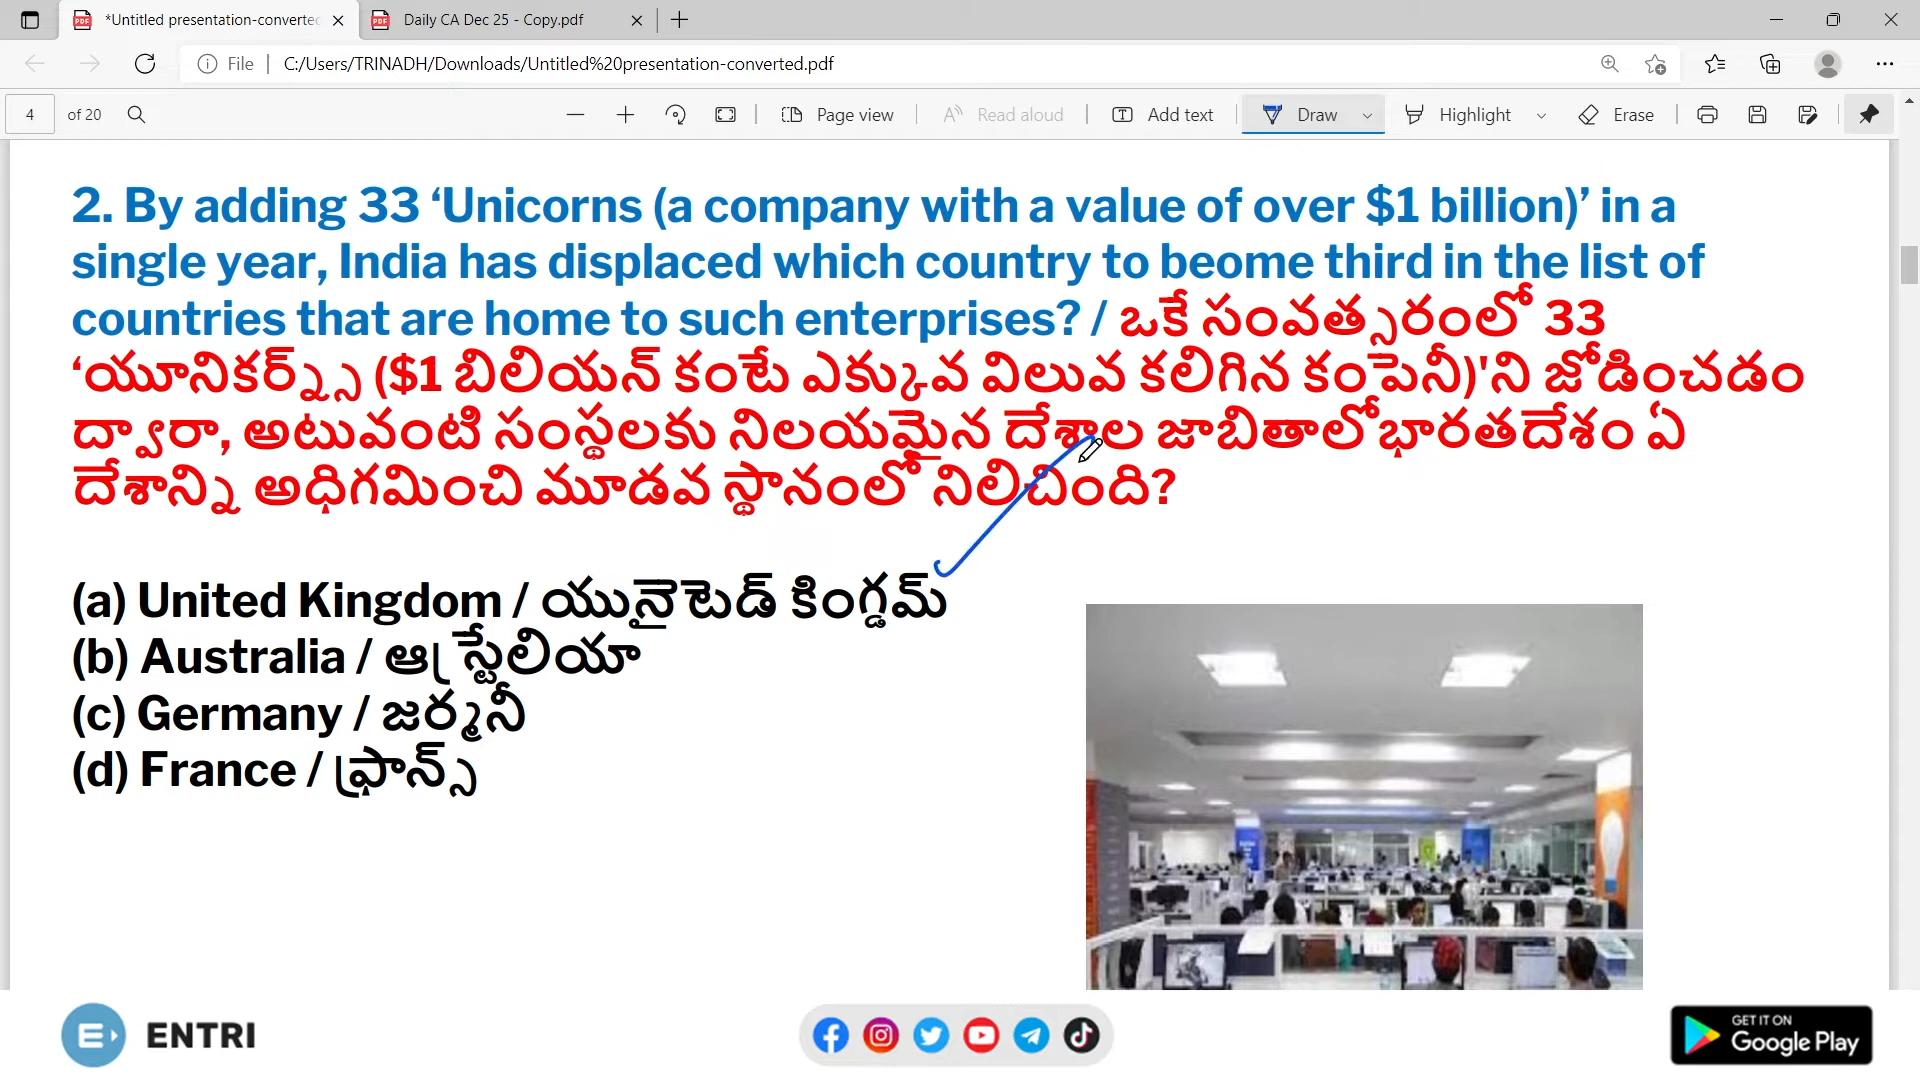 *Untitled presentation-converted
Daily CA Dec 25 - Copy.pdf
File
C:/Users/TRINADH/Downloads/Untitled%20presentation-converted.pdf
4 of 20
Page view
Read aloud
Add text
Draw
Highlight
Erase
2. By adding 33 ‘Unicorns (a company with a value of over $1 billion)’ in a
single year, India has displaced which country to beome third in the list of
countries that are home to such enterprises? / ఒకే సంవత్సరంలో 33
‘యూనికర్న్స్ ($1 బిలియన్ కంటే ఎక్కువ విలువ కలిగిన కంపెనీ)'ని జోడించడం
ద్వారా, అటువంటి సంస్థలకు నిలయమైన దేశాల జాబితాలోభారతదేశం ఏ
దేశాన్ని అధిగమించి మూడవ స్థానంలో నిలిచింది?
(a) United Kingdom / యునైటెడ్ కింగ్డమ్
(b) Australia / ఆస్ట్రేలియా
(c) Germany / జర్మనీ
(d) France / ఫ్రాన్స్
ENTRI
GET IT ON
Google Play